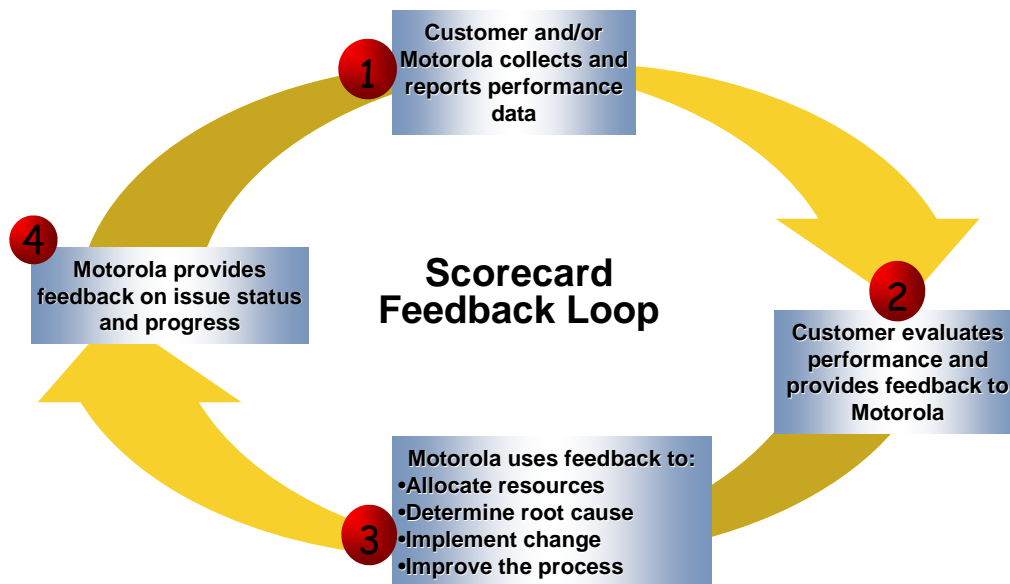 1
Customer and/or
Motorola collects and
reports performance
data
2
Customer evaluates
performance and
provides feedback to
Motorola
3
Motorola uses feedback to:
•Allocate resources
•Determine root cause
•Implement change
•Improve the process
4
Motorola provides
feedback on issue status
and progress
Scorecard
Feedback Loop